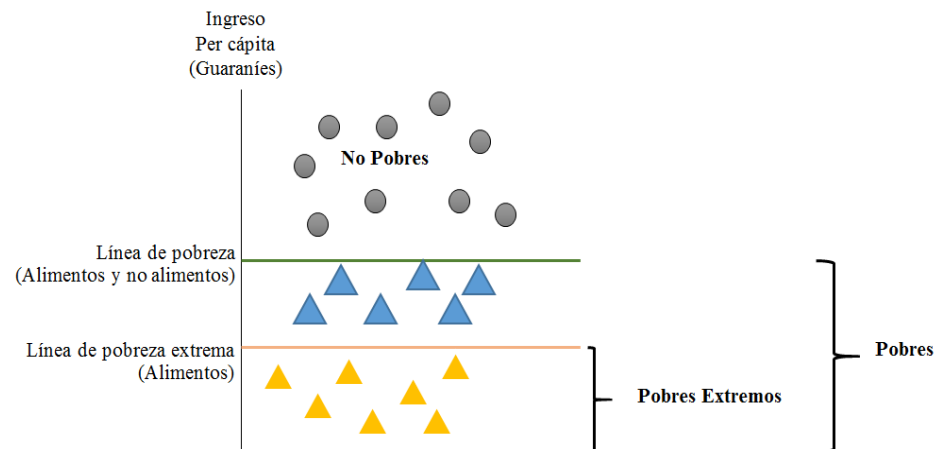 Ingreso
Per cápita
(Guaraníes)
No Pobres
Línea de pobreza
(Alimentos y no alimentos)
Línea de pobreza extrema
(Alimentos)
Pobres
Pobres Extremos